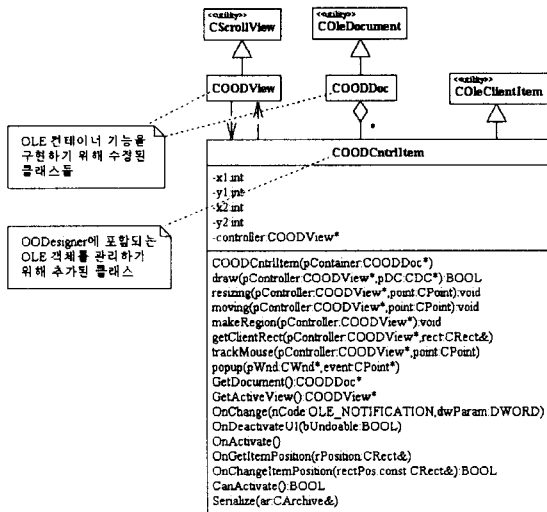 <<utility>>
CScrollView
<<utility>>
COleDocument
COODView
COODDoc
<<utility>>
COleClientItem
*
OLE 컨테이너 기능을
구현하기 위해 수정된
클래스들
OODesigner에 포함되는
OLE 객체를 관리하기
위해 추가된 클래스
COODCntrlItem
-x1:int
-y1:int
-x2:int
-y2:int
-controller:COODView*
COODCntrlItem(pContainer:COODDoc*)
draw(pController:COODView*,pDC:CDC*):BOOL
resizing(pController:COODView*,point:CPoint):void
moving(pController:COODView*,point:CPoint):void
makeRegion(pController:COODView*):void
getClientRect(pController:COODView*,rect:CRect&)
trackMouse(pController:COODView*,point:CPoint)
popup(pWnd:CWnd*,event:CPoint*)
GetDocument():COODDoc*
GetActiveView():COODView*
OnChange(nCode:OLE_NOTIFICATION,dwParam:DWORD)
OnDeactivateUI(bUndoable:BOOL)
OnActivate()
OnGetItemPosition(rPosition:CRect&)
OnChangeItemPosition(rectPos:const CRect&):BOOL
CanActivate():BOOL
Serialize(ar:CArchive&)